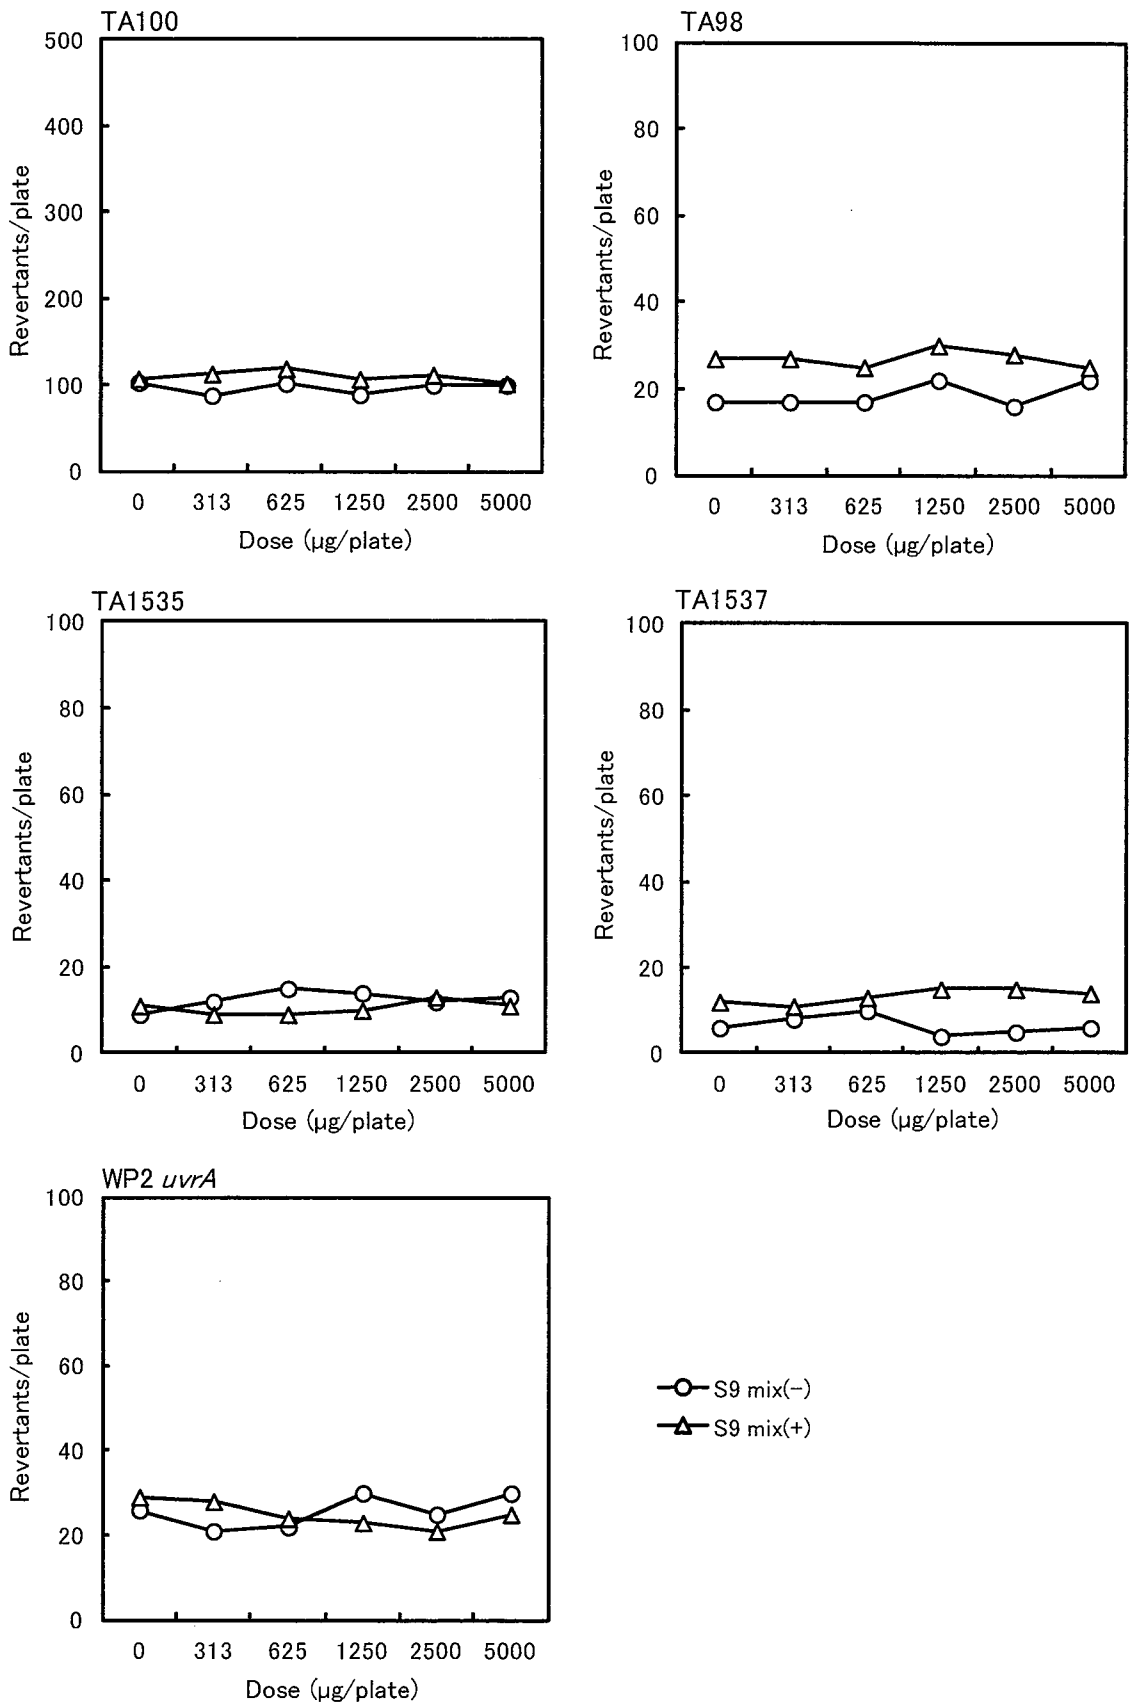 TA100
500
400
300
200
100
0
Revertants/plate
0 313 625 1250 2500 5000
Dose (μg/plate)
TA98
100
80
60
40
20
0
Revertants/plate
0 313 625 1250 2500 5000
Dose (μg/plate)
TA1535
100
80
60
40
20
0
Revertants/plate
0 313 625 1250 2500 5000
Dose (μg/plate)
TA1537
100
80
60
40
20
0
Revertants/plate
0 313 625 1250 2500 5000
Dose (μg/plate)
WP2 uvrA
100
80
60
40
20
0
Revertants/plate
0 313 625 1250 2500 5000
Dose (μg/plate)
S9 mix(-)
S9 mix(+)